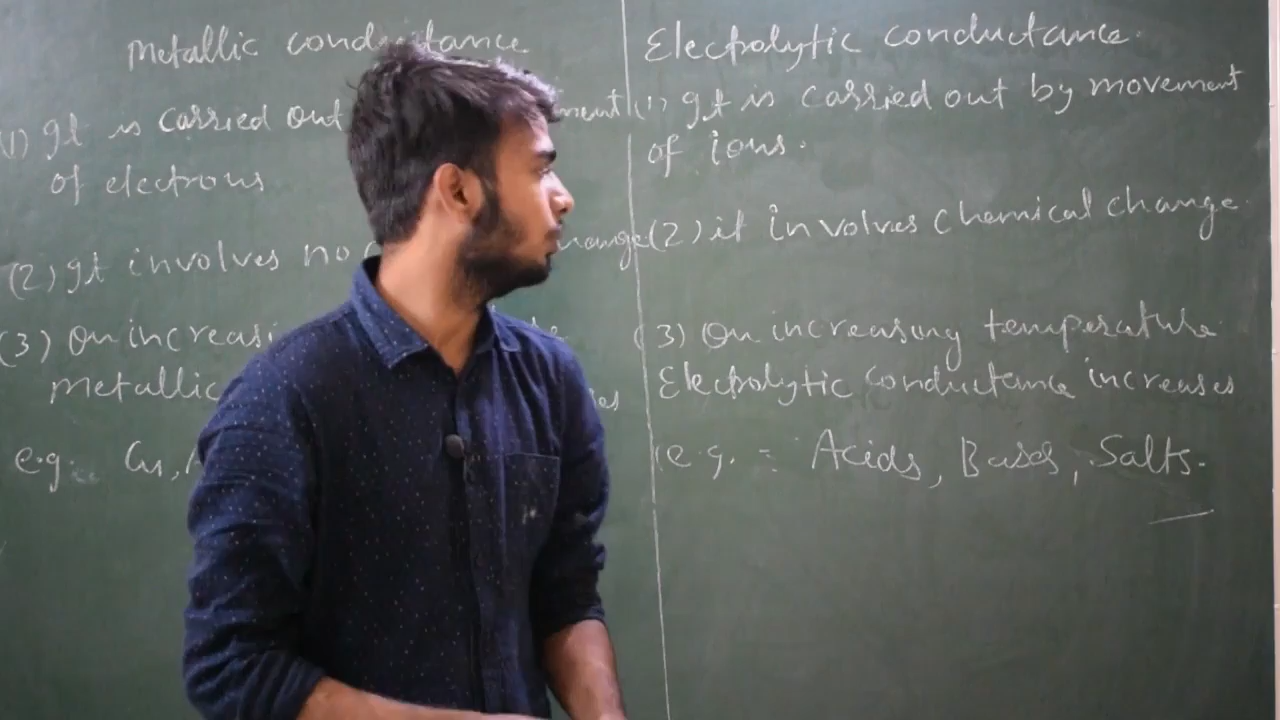 Metallic conductance
(1) It is carried out
of electrons
(2) It involves no
(3) On increasi
Metallic
e.g. Cu,
Electrolytic conductance.
(1) It is carried out by movement
of ions.
(2) it involves chemical change.
(3) On increasing temperature
Electrolytic conductance increases
e.g. = Acids, Bases, Salts.